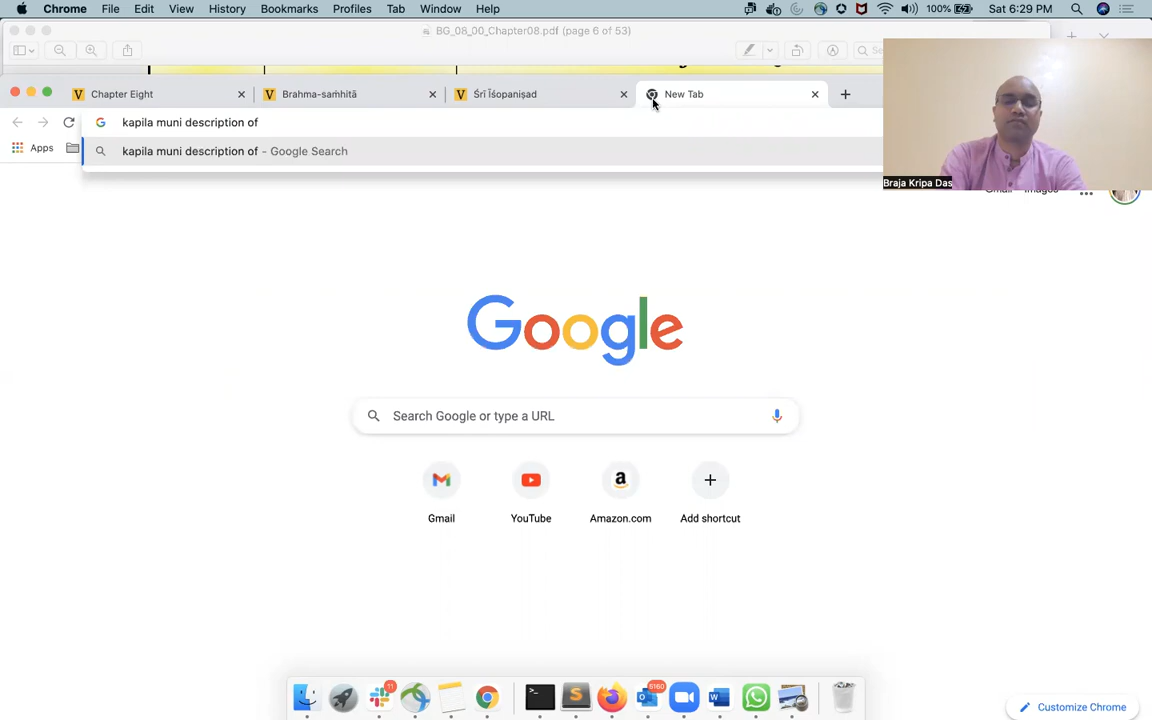 Chrome File Edit View History Bookmarks Profiles Tab Window Help 100% Sat 6:29 PM
BG_08_00_Chapter08.pdf (page 6 of 53)
Chapter Eight Brahma-saṁhitā Śrī Īśopaniṣad New Tab
kapila muni description of
Apps
kapila muni description of - Google Search
Braja Kripa Das
Gmail Images
Google
Search Google or type a URL
Gmail YouTube Amazon.com Add shortcut
11 5160
Customize Chrome